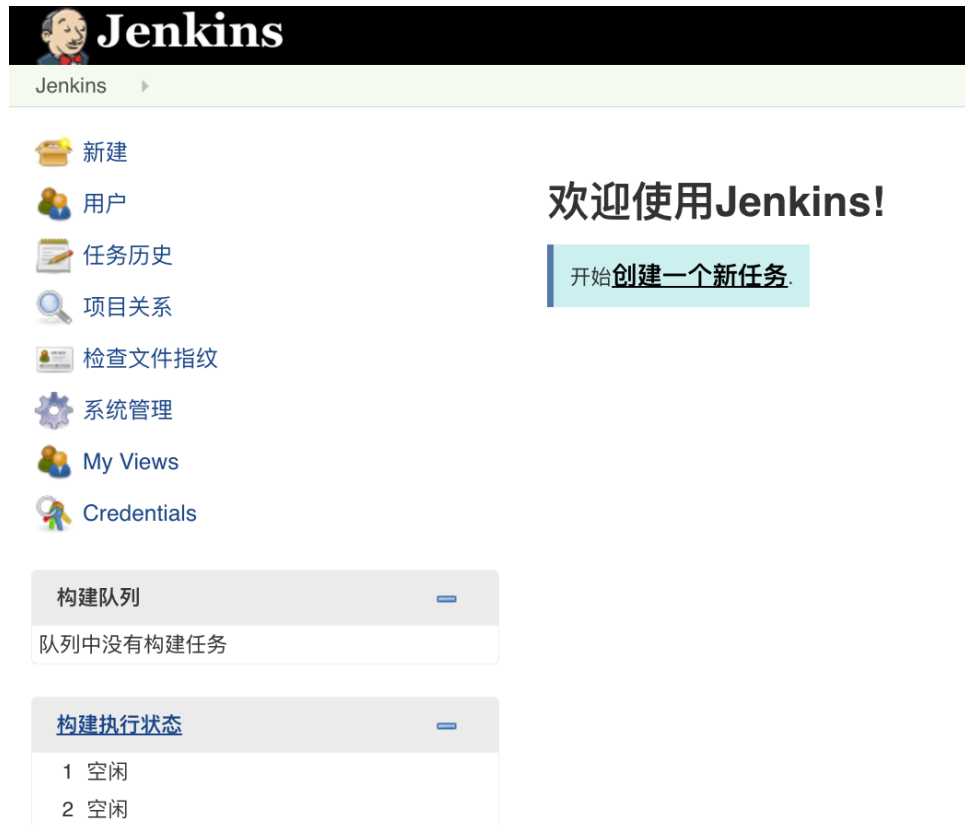 Jenkins
Jenkins
新建
用户
任务历史
项目关系
检查文件指纹
系统管理
My Views
Credentials
构建队列
队列中没有构建任务
构建执行状态
1 空闲
2 空闲
欢迎使用Jenkins!
开始创建一个新任务.